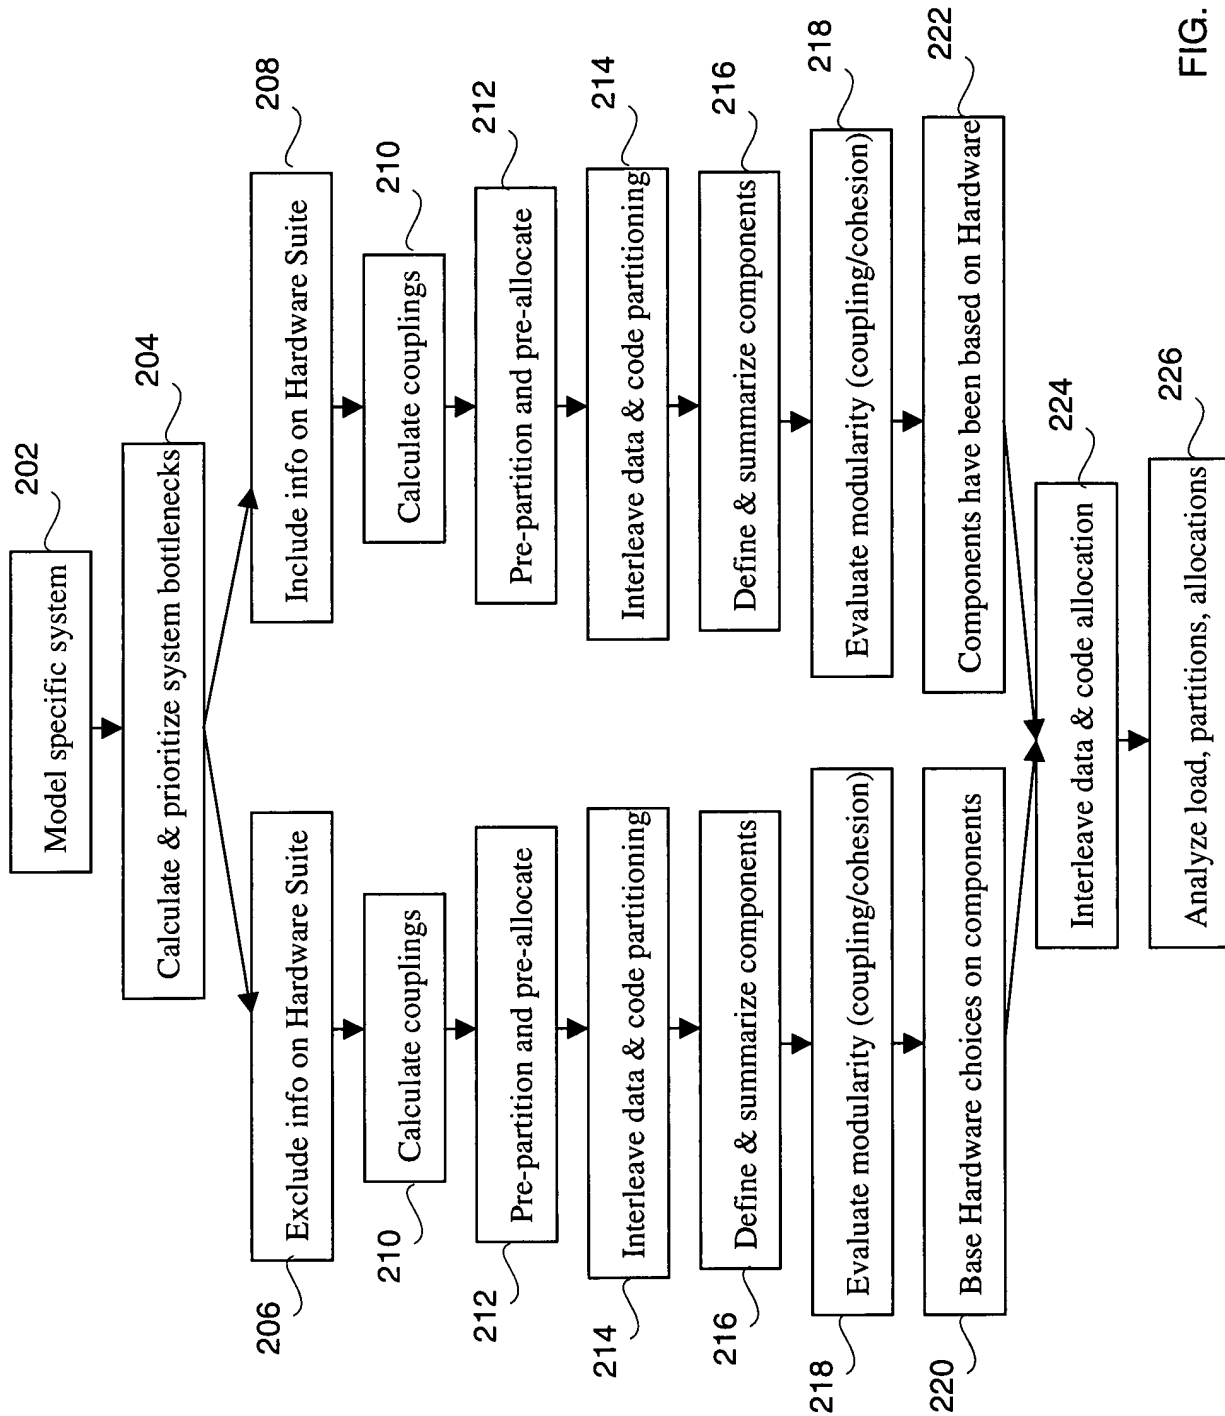 202
Model specific system
204
Calculate & prioritize system bottlenecks
206
Exclude info on Hardware Suite
208
Include info on Hardware Suite
210
Calculate couplings
210
Calculate couplings
212
Pre-partition and pre-allocate
212
Pre-partition and pre-allocate
214
Interleave data & code partitioning
214
Interleave data & code partitioning
216
Define & summarize components
216
Define & summarize components
218
Evaluate modularity (coupling/cohesion)
218
Evaluate modularity (coupling/cohesion)
220
Base Hardware choices on components
222
Components have been based on Hardware
224
Interleave data & code allocation
226
Analyze load, partitions, allocations
FIG.